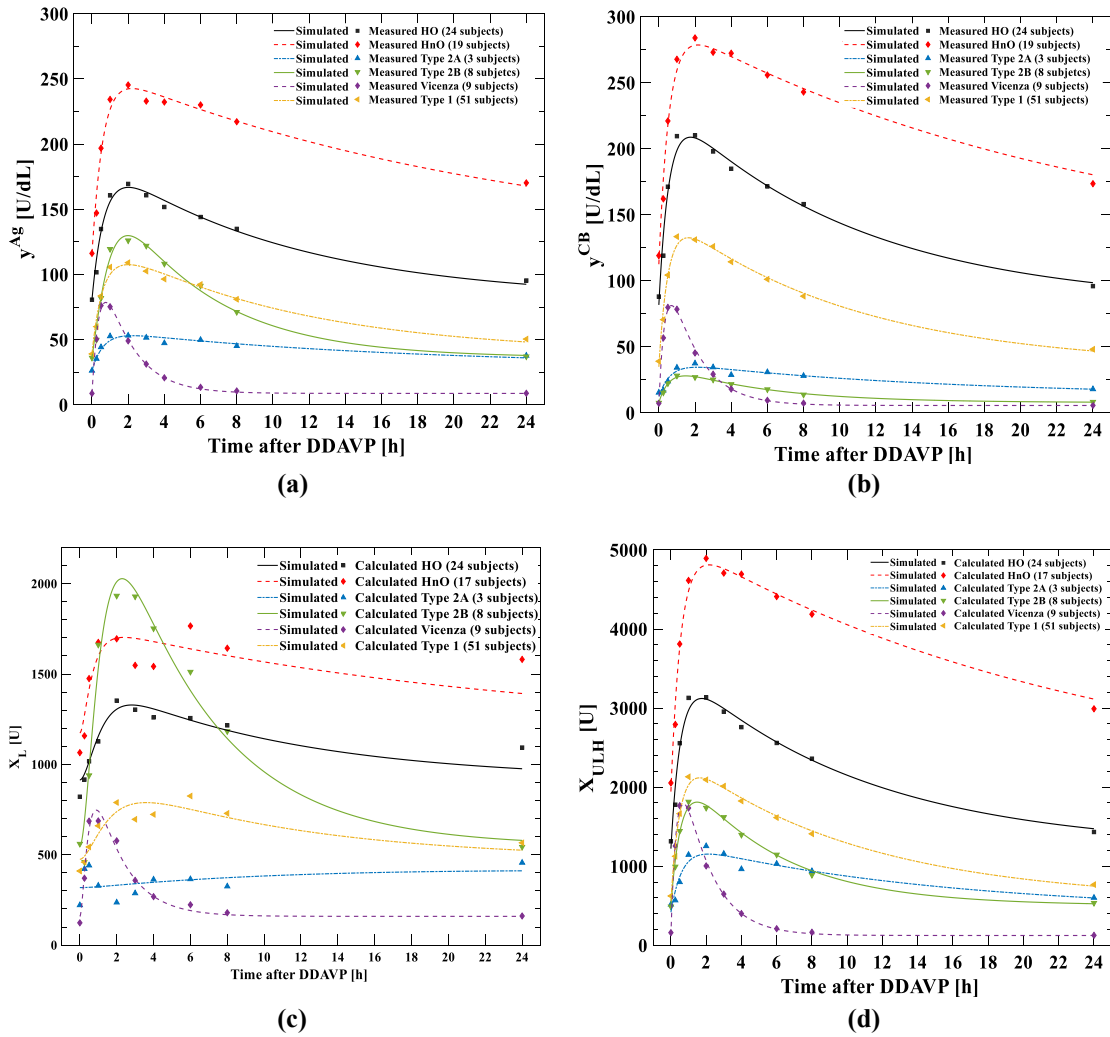 300
250
200
150
100
50
0
y^Ag [U/dL]
Simulated Measured HO (24 subjects)
Simulated Measured HnO (19 subjects)
Simulated Measured Type 2A (3 subjects)
Simulated Measured Type 2B (8 subjetcs)
Simulated Measured Vicenza (9 subjects)
Simulated Measured Type 1 (51 subjects)
0 2 4 6 8 10 12 14 16 18 20 22 24
Time after DDAVP [h]
(a)
300
250
200
150
100
50
0
y^CB [U/dL]
Simulated Measured HO (24 subjects)
Simulated Measured HnO (19 subjects)
Simulated Measured Type 2A (3 subjects)
Simulated Measured Type 2B (8 subjects)
Simulated Measured Vicenza (9 subjects)
Simulated Measured Type 1 (51 subjects)
0 2 4 6 8 10 12 14 16 18 20 22 24
Time after DDAVP [h]
(b)
2000
1500
1000
500
0
X_L [U]
Simulated Calculated HO (24 subjects)
Simulated Calculated HnO (17 subjects)
Simulated Calculated Type 2A (3 subjects)
Simulated Calculated Type 2B (8 subjects)
Simulated Calculated Vicenza (9 subjects)
Simulated Calculated Type 1 (51 subjects)
0 2 4 6 8 10 12 14 16 18 20 22 24
Time after DDAVP [h]
(c)
5000
4000
3000
2000
1000
0
X_ULH [U]
Simulated Calculated HO (24 subjects)
Simulated Calculated HnO (17 subjects)
Simulated Calculated Type 2A (3 subjects)
Simulated Calculated Type 2B (8 subjects)
Simulated Calculated Vicenza (9 subjects)
Simulated Calculated Type 1 (51 subjects)
0 2 4 6 8 10 12 14 16 18 20 22 24
Time after DDAVP [h]
(d)